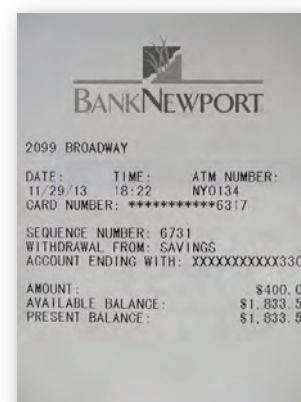 BANKNEWPORT
2099 BROADWAY
DATE: TIME: ATM NUMBER:
11/29/13 18:22 NY0134
CARD NUMBER: ***********6317
SEQUENCE NUMBER: 6731
WITHDRAWAL FROM: SAVINGS
ACCOUNT ENDING WITH: XXXXXXXXXXX330
AMOUNT: $400.0
AVAILABLE BALANCE: $1,833.5
PRESENT BALANCE: $1,833.5